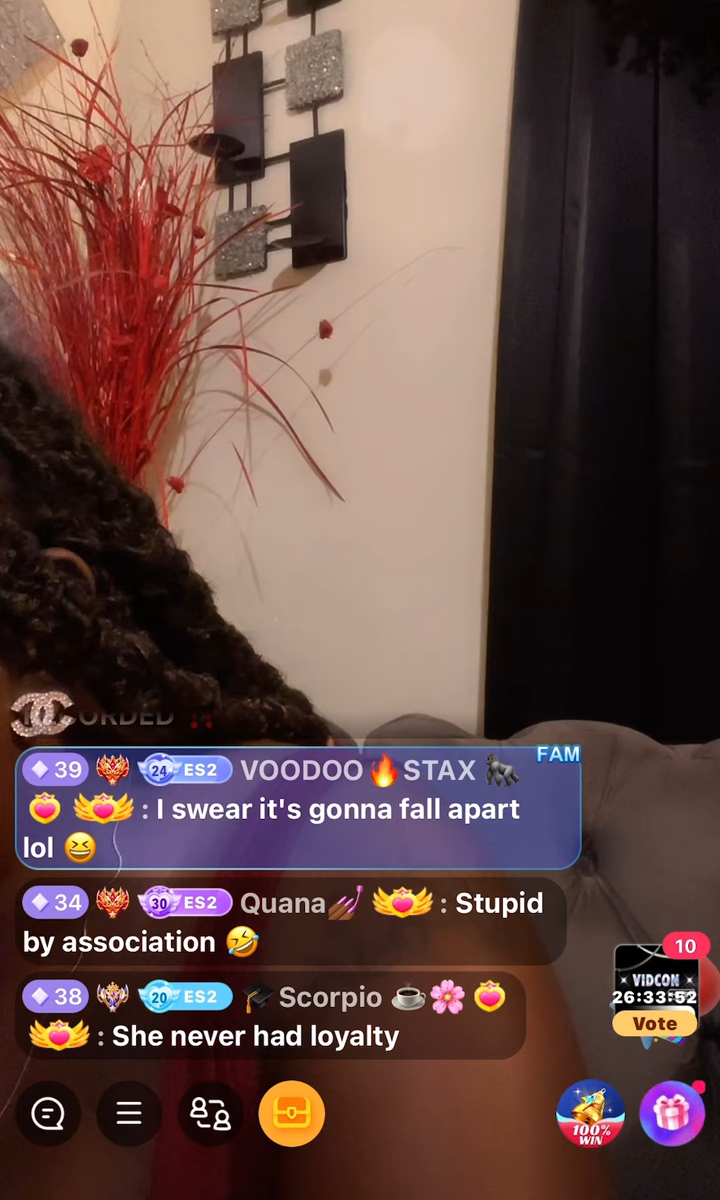 39 24 ES2 VOODOO🔥STAX 🦍 FAM
: I swear it's gonna fall apart
lol 😆
34 30 ES2 Quana💅🏾 : Stupid
by association 🤣
38 20 ES2 🎓 Scorpio ☕🌸
: She never had loyalty
10
VIDCON
26:33:52
Vote
100%
WIN